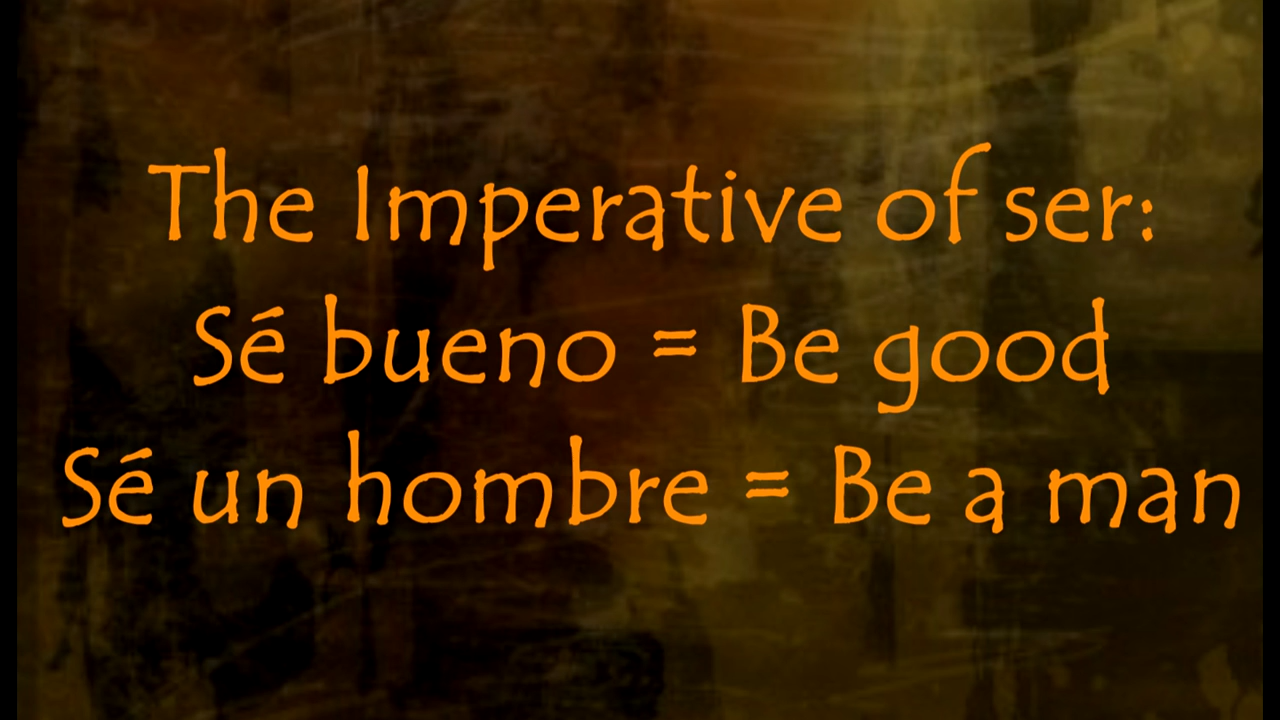 The Imperative of ser:
Sé bueno = Be good
Sé un hombre = Be a man